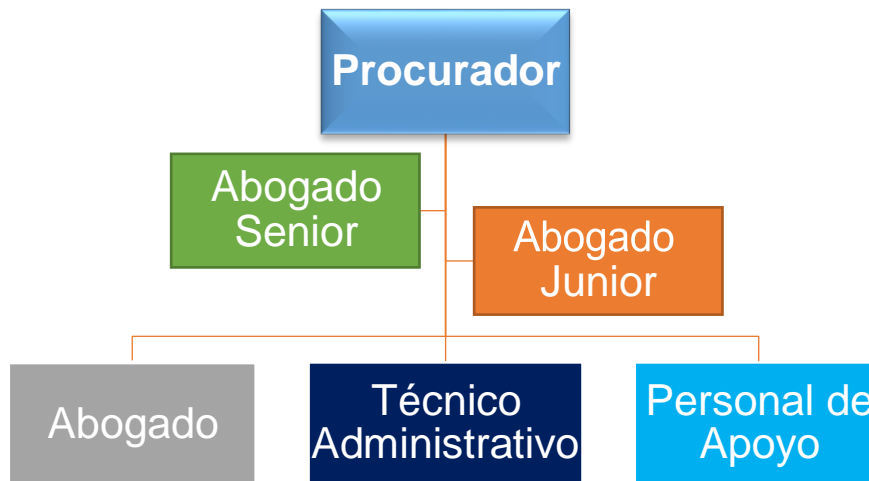 Procurador
Abogado
Senior
Abogado
Junior
Abogado
Técnico
Administrativo
Personal de
Apoyo